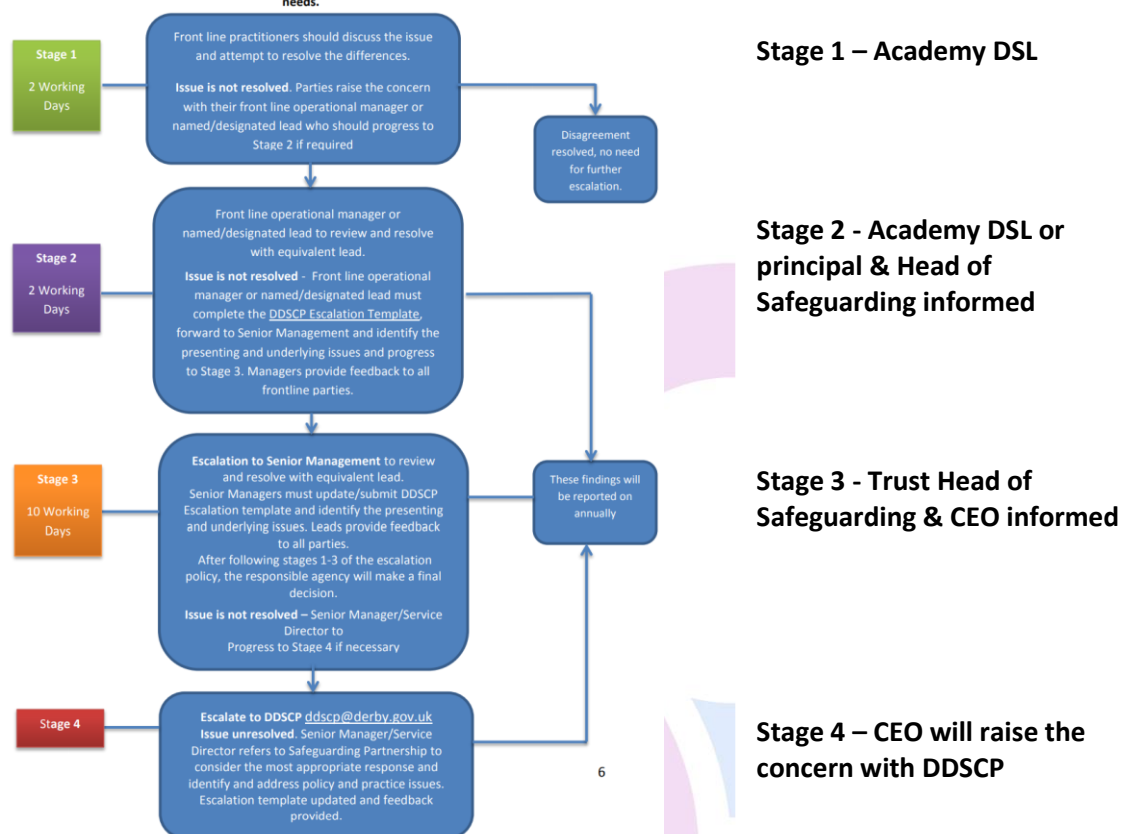 needs.
Stage 1
2 Working
Days
Front line practitioners should discuss the issue
and attempt to resolve the differences.
Issue is not resolved. Parties raise the concern
with their front line operational manager or
named/designated lead who should progress to
Stage 2 if required
Disagreement
resolved, no need
for further
escalation.
Stage 1 – Academy DSL
Stage 2
2 Working
Days
Front line operational manager or
named/designated lead to review and resolve
with equivalent lead.
Issue is not resolved - Front line operational
manager or named/designated lead must
complete the DDSCP Escalation Template,
forward to Senior Management and identify the
presenting and underlying issues and progress
to Stage 3. Managers provide feedback to all
frontline parties.
Stage 2 - Academy DSL or
principal & Head of
Safeguarding informed
Stage 3
10 Working
Days
Escalation to Senior Management to review
and resolve with equivalent lead.
Senior Managers must update/submit DDSCP
Escalation template and identify the presenting
and underlying issues. Leads provide feedback
to all parties.
After following stages 1-3 of the escalation
policy, the responsible agency will make a final
decision.
Issue is not resolved – Senior Manager/Service
Director to
Progress to Stage 4 if necessary
These findings will
be reported on
annually
Stage 3 - Trust Head of
Safeguarding & CEO informed
Stage 4
Escalate to DDSCP ddscp@derby.gov.uk
Issue unresolved. Senior Manager/Service
Director refers to Safeguarding Partnership to
consider the most appropriate response and
identify and address policy and practice issues.
Escalation template updated and feedback
provided.
6
Stage 4 – CEO will raise the
concern with DDSCP